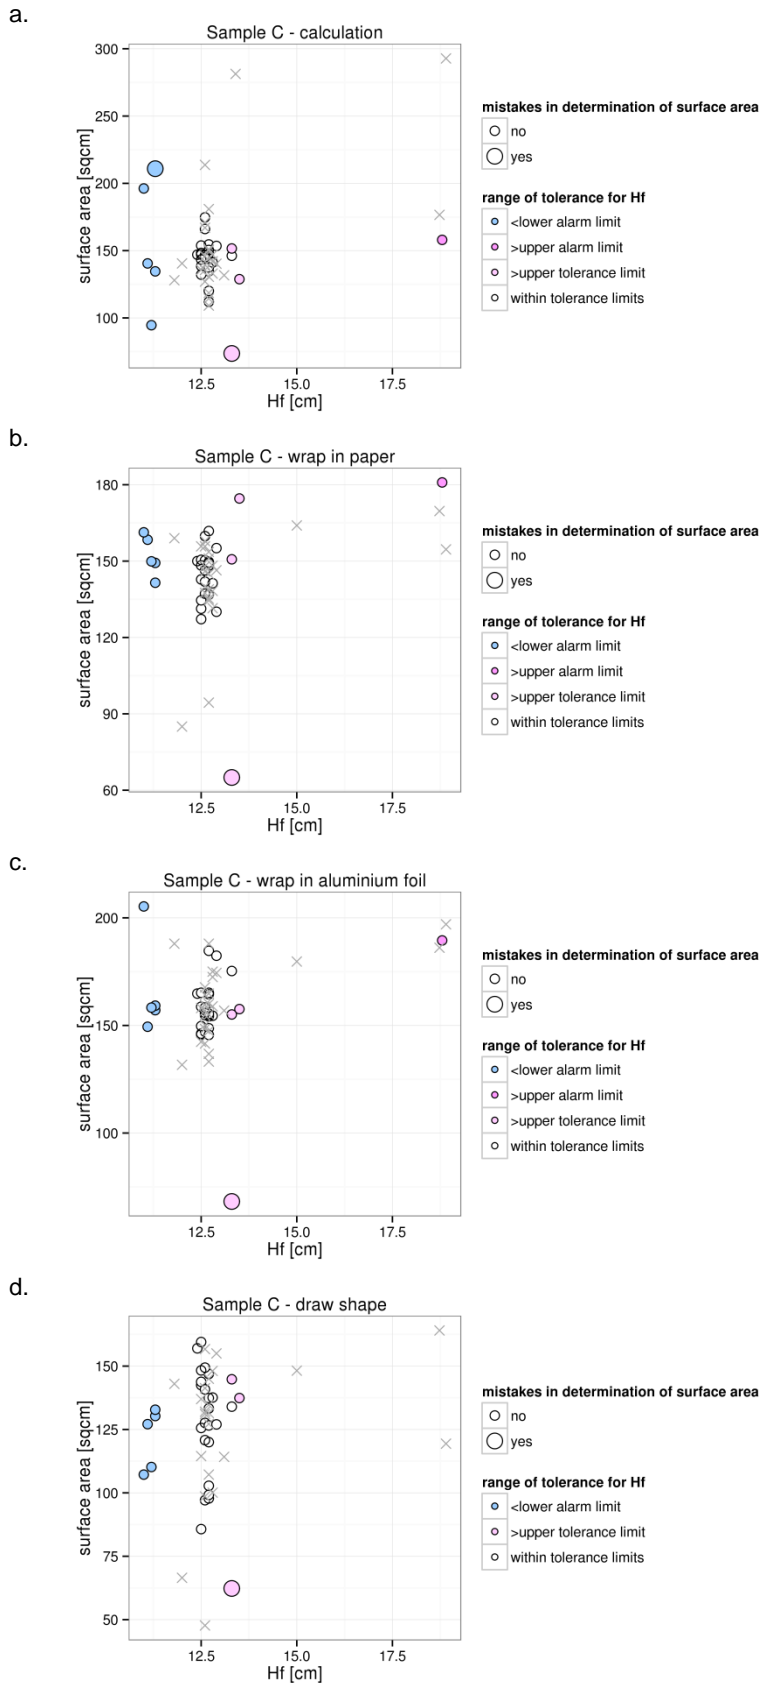 a.
Sample C - calculation
300
250
200
150
100
surface area [sqcm]
12.5 15.0 17.5
Hf [cm]
mistakes in determination of surface area
no
yes
range of tolerance for Hf
<lower alarm limit
>upper alarm limit
>upper tolerance limit
within tolerance limits
b.
Sample C - wrap in paper
180
150
120
90
60
surface area [sqcm]
12.5 15.0 17.5
Hf [cm]
mistakes in determination of surface area
no
yes
range of tolerance for Hf
<lower alarm limit
>upper alarm limit
>upper tolerance limit
within tolerance limits
c.
Sample C - wrap in aluminium foil
200
150
100
surface area [sqcm]
12.5 15.0 17.5
Hf [cm]
mistakes in determination of surface area
no
yes
range of tolerance for Hf
<lower alarm limit
>upper alarm limit
>upper tolerance limit
within tolerance limits
d.
Sample C - draw shape
150
125
100
75
50
surface area [sqcm]
12.5 15.0 17.5
Hf [cm]
mistakes in determination of surface area
no
yes
range of tolerance for Hf
<lower alarm limit
>upper tolerance limit
within tolerance limits